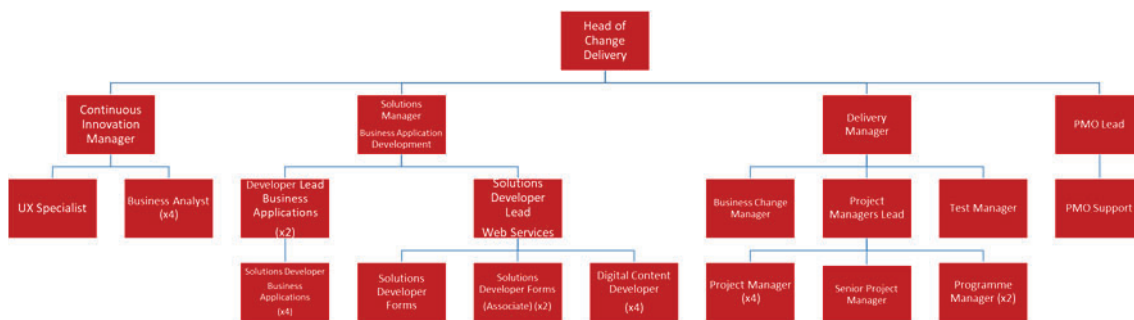 Head of
Change
Delivery
Continuous
Innovation
Manager
Solutions
Manager
Business Application
Development
Delivery
Manager
PMO Lead
UX Specialist
Business Analyst
(x4)
Developer Lead
Business
Applications
(x2)
Solutions
Developer
Lead
Web Services
Business Change
Manager
Project
Managers Lead
Test Manager
PMO Support
Solutions Developer
Business
Applications
(x4)
Solutions
Developer
Forms
Solutions
Developer Forms
(Associate) (x2)
Digital Content
Developer
(x4)
Project Manager
(x4)
Senior Project
Manager
Programme
Manager (x2)